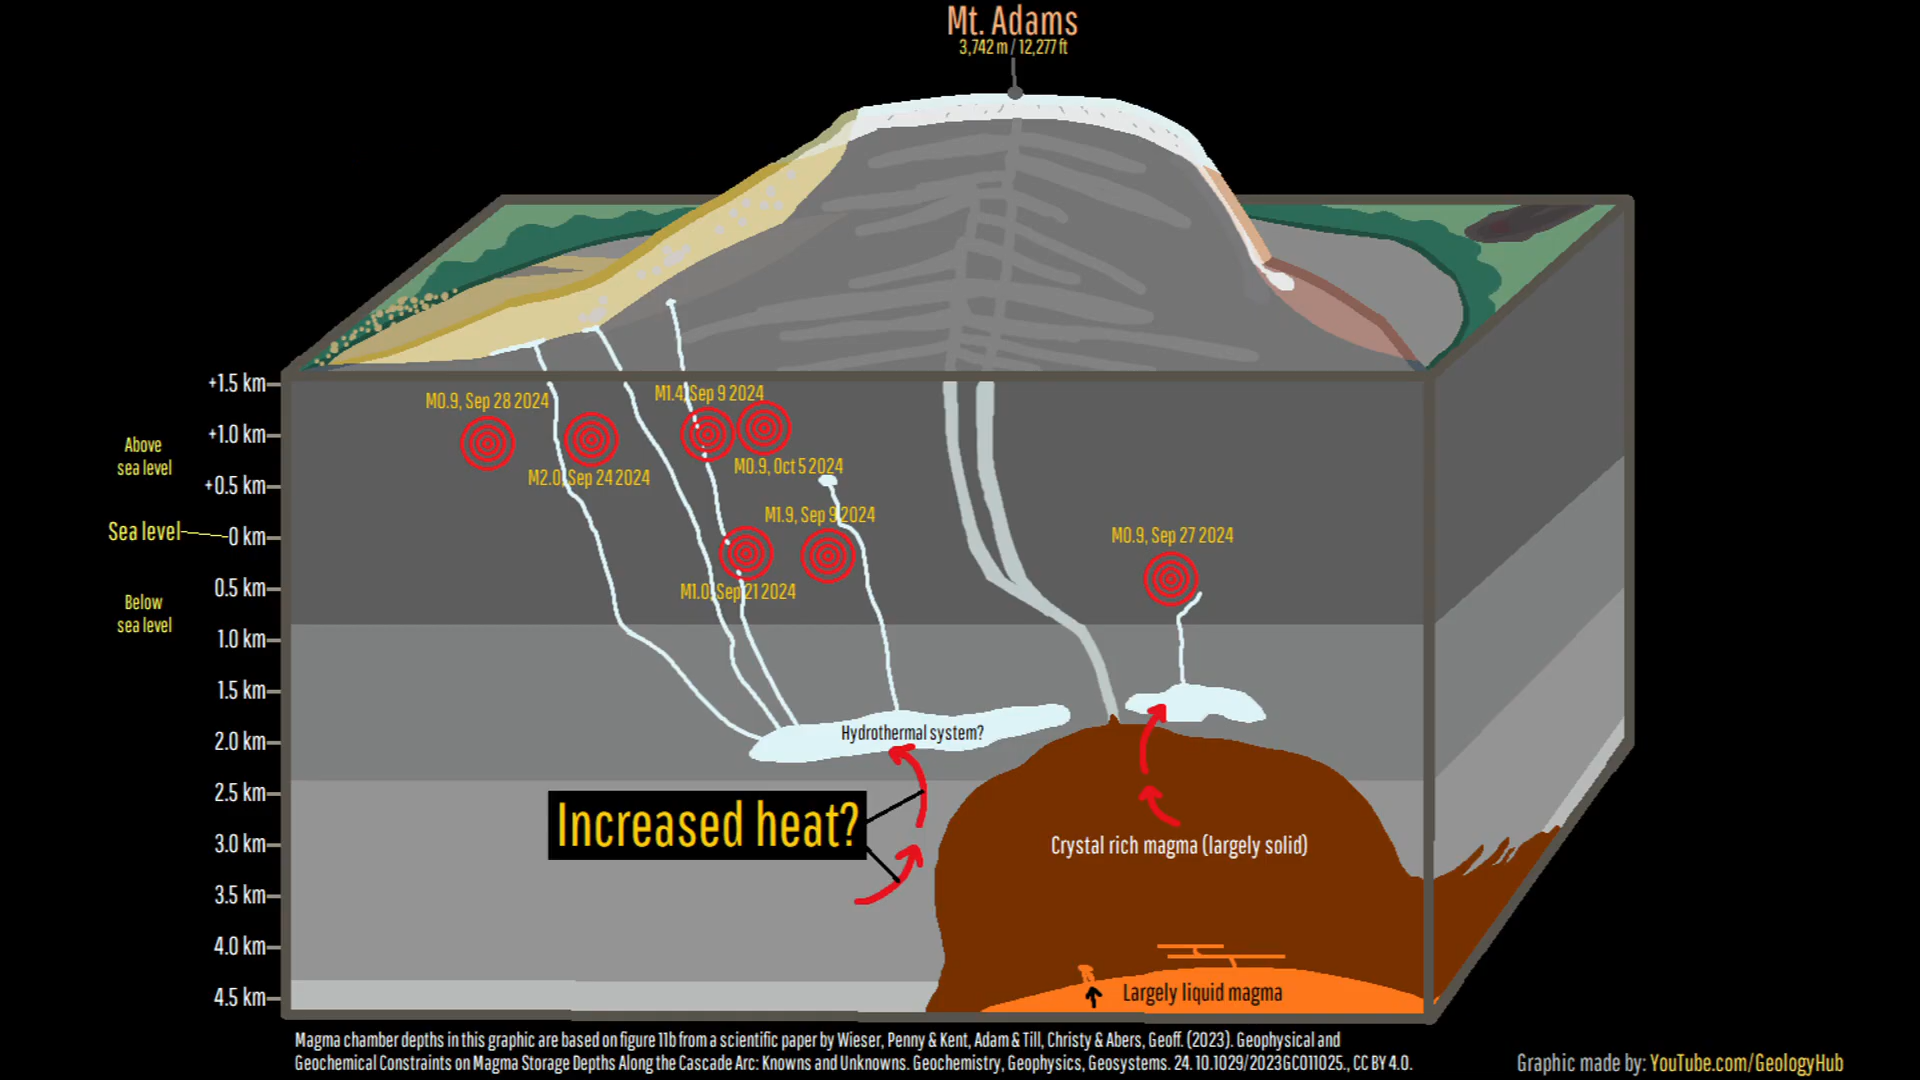 Mt. Adams
3,742 m / 12,277 ft
+1.5 km
M0.9, Sep 28 2024
M1.4, Sep 9 2024
+1.0 km
Above
sea level
M0.9, Oct 5 2024
M2.0, Sep 24 2024
+0.5 km
M1.9, Sep 9 2024
Sea level
0 km
M0.9, Sep 27 2024
0.5 km
M1.0, Sep 21 2024
Below
sea level
1.0 km
1.5 km
2.0 km
Hydrothermal system?
2.5 km
Increased heat?
3.0 km
Crystal rich magma (largely solid)
3.5 km
4.0 km
4.5 km
Largely liquid magma
Magma chamber depths in this graphic are based on figure 11b from a scientific paper by Wieser, Penny & Kent, Adam & Till, Christy & Abers, Geoff. (2023). Geophysical and
Geochemical Constraints on Magma Storage Depths Along the Cascade Arc: Knowns and Unknowns. Geochemistry, Geophysics, Geosystems. 24. 10.1029/2023GC011025., CC BY 4.0.
Graphic made by: YouTube.com/GeologyHub